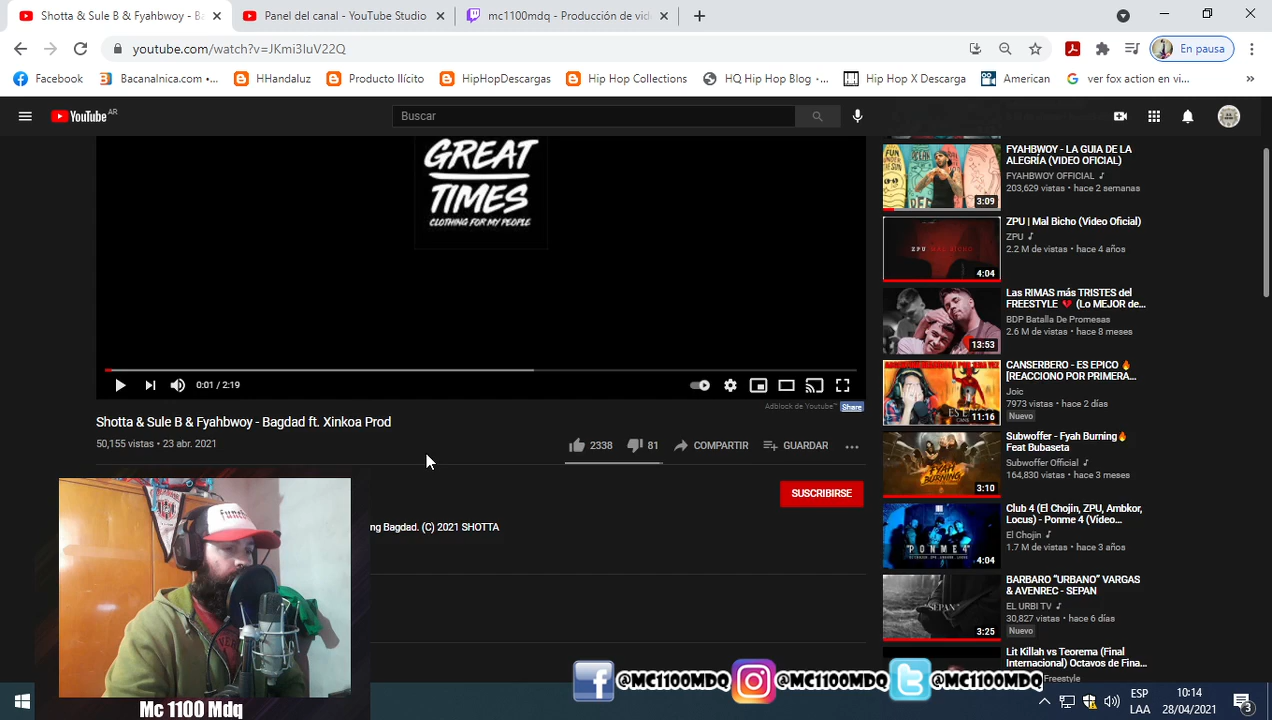 Shotta & Sule B & Fyahbwoy - Ba
Panel del canal - YouTube Studio
mc1100mdq - Producción de vide
youtube.com/watch?v=JKmi3IuV22Q
En pausa
Facebook
Bacanalnica.com •...
HHandaluz
Producto Ilícito
HipHopDescargas
Hip Hop Collections
HQ Hip Hop Blog •...
Hip Hop X Descarga
American
ver fox action en vi...
YouTube AR
Buscar
GREAT
TIMES
CLOTHING FOR MY PEOPLE
0:01 / 2:19
Adblock de Youtube™ Share
Shotta & Sule B & Fyahbwoy - Bagdad ft. Xinkoa Prod
50,155 vistas • 23 abr. 2021
2338
81
COMPARTIR
GUARDAR
SUSCRIBIRSE
ng Bagdad. (C) 2021 SHOTTA
FYAHBWOY - LA GUIA DE LA
ALEGRÍA (VIDEO OFICIAL)
FYAHBWOY OFFICIAL
203,629 vistas • hace 2 semanas
3:09
ZPU | Mal Bicho (Video Oficial)
ZPU
2.2 M de vistas • hace 4 años
ZPU MAL BICHO
4:04
Las RIMAS más TRISTES del
FREESTYLE 💔 (Lo MEJOR de...
BDP Batalla De Promesas
2.6 M de vistas • hace 8 meses
13:53
CANSERBERO - ES EPICO 🔥
[REACCIONO POR PRIMERA...
Joic
7973 vistas • hace 2 días
Nuevo
11:16
Subwoffer - Fyah Burning🔥
Feat Bubaseta
Subwoffer Official
164,830 vistas • hace 3 meses
FYAH
BURNING
3:10
Club 4 (El Chojin, ZPU, Ambkor,
Locus) - Ponme 4 (Vídeo...
El Chojin
1.7 M de vistas • hace 3 años
"PONME 4"
4:04
BARBARO "URBANO" VARGAS
& AVENREC - SEPAN
EL URBI TV
30,827 vistas • hace 6 días
Nuevo
"SEPAN"
3:25
Lit Killah vs Teorema (Final
Internacional) Octavos de Fina...
Freestyle
@MC1100MDQ
@MC1100MDQ
@MC1100MDQ
Mc 1100 Mdq
ESP
LAA
10:14
28/04/2021
3